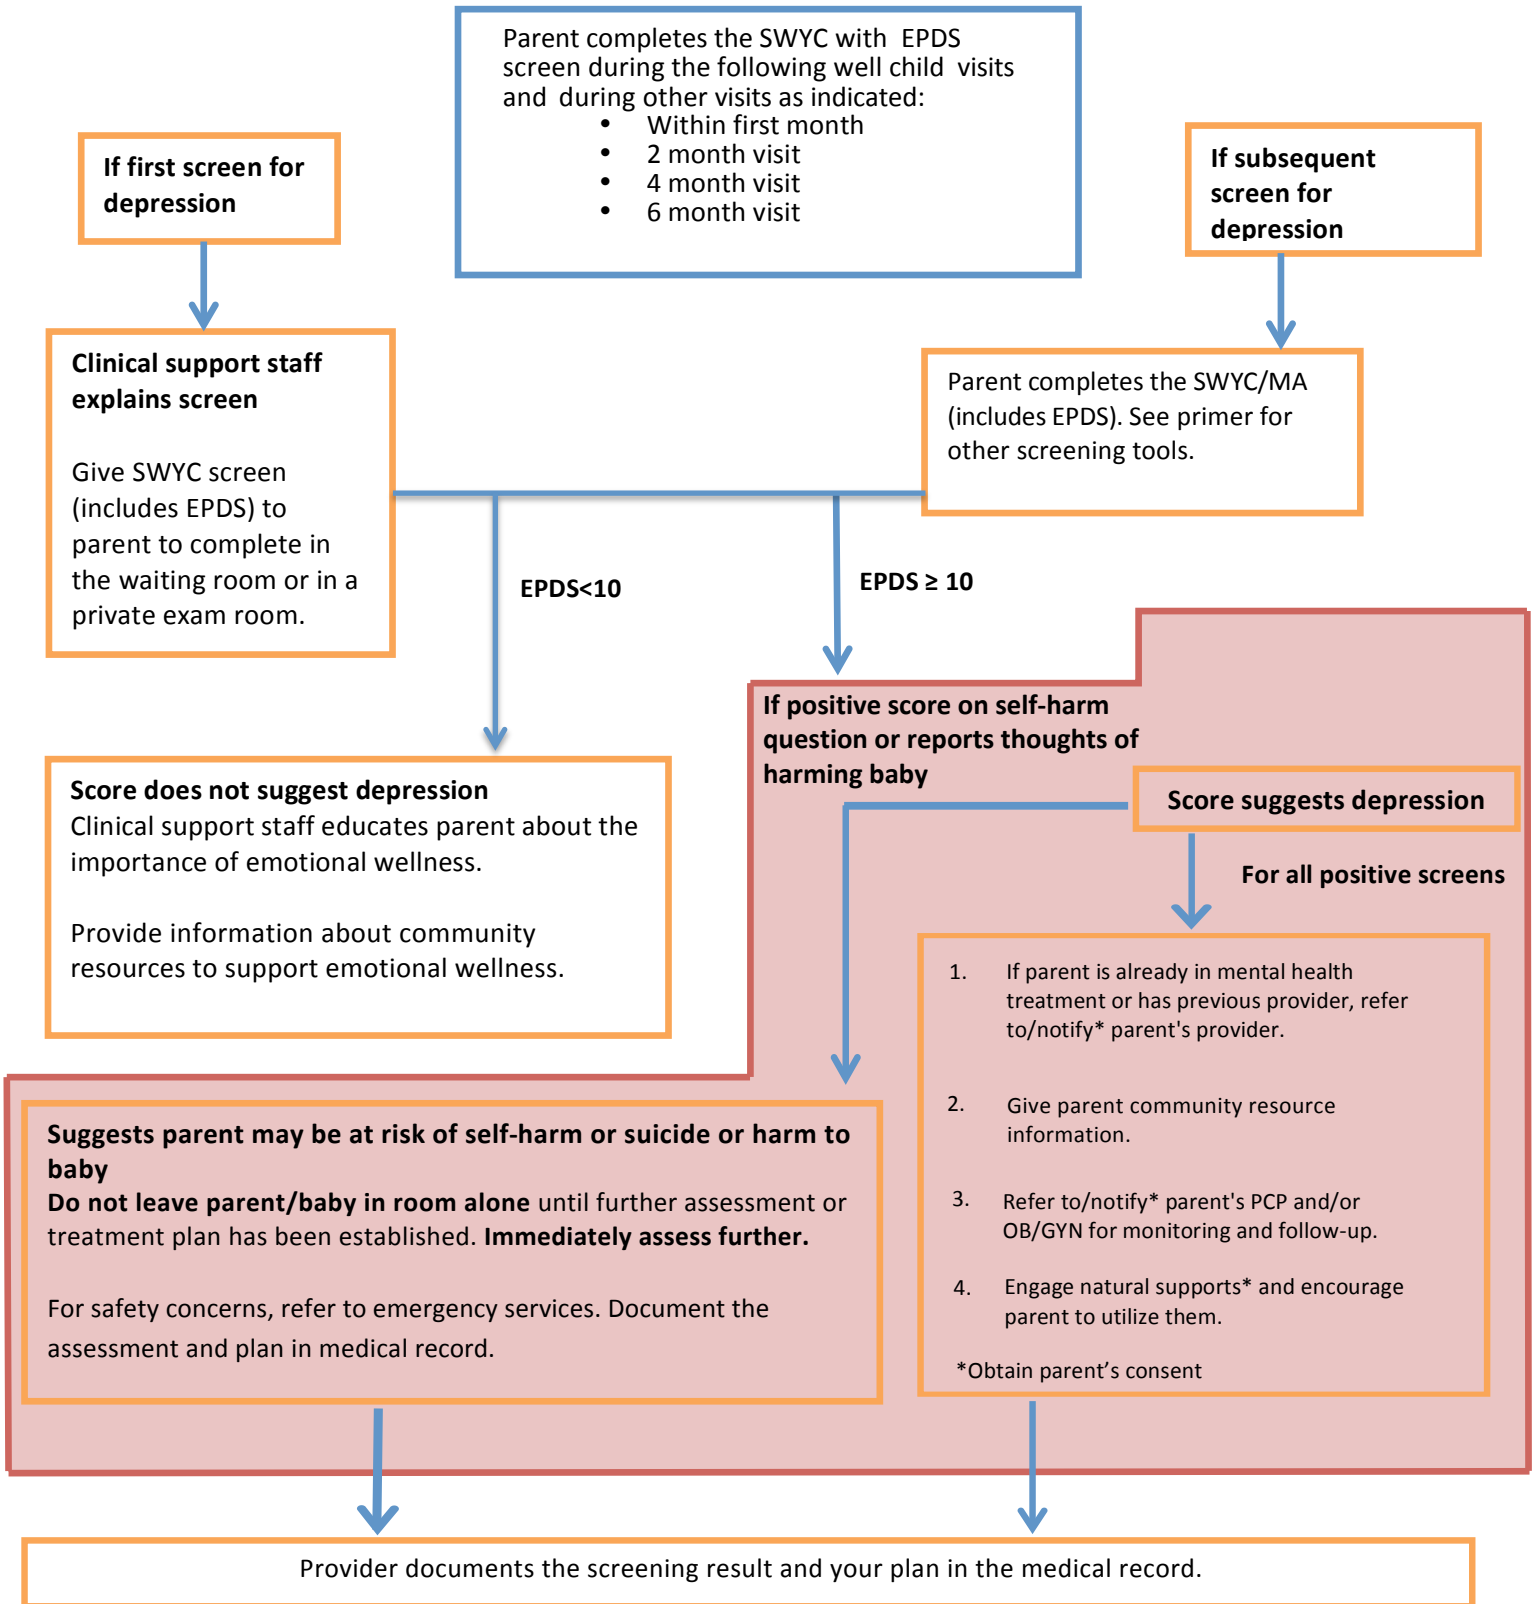 Parent completes the SWYC with EPDS
screen during the following well child visits
and during other visits as indicated:
• Within first month
• 2 month visit
• 4 month visit
• 6 month visit
If first screen for
depression
If subsequent
screen for
depression
Clinical support staff
explains screen
Give SWYC screen
(includes EPDS) to
parent to complete in
the waiting room or in a
private exam room.
Parent completes the SWYC/MA
(includes EPDS). See primer for
other screening tools.
EPDS<10
EPDS ≥ 10
Score does not suggest depression
Clinical support staff educates parent about the
importance of emotional wellness.
Provide information about community
resources to support emotional wellness.
If positive score on self-harm
question or reports thoughts of
harming baby
Score suggests depression
For all positive screens
1. If parent is already in mental health
treatment or has previous provider, refer
to/notify* parent's provider.
2. Give parent community resource
information.
3. Refer to/notify* parent's PCP and/or
OB/GYN for monitoring and follow-up.
4. Engage natural supports* and encourage
parent to utilize them.
*Obtain parent’s consent
Suggests parent may be at risk of self-harm or suicide or harm to
baby
Do not leave parent/baby in room alone until further assessment or
treatment plan has been established. Immediately assess further.
For safety concerns, refer to emergency services. Document the
assessment and plan in medical record.
Provider documents the screening result and your plan in the medical record.